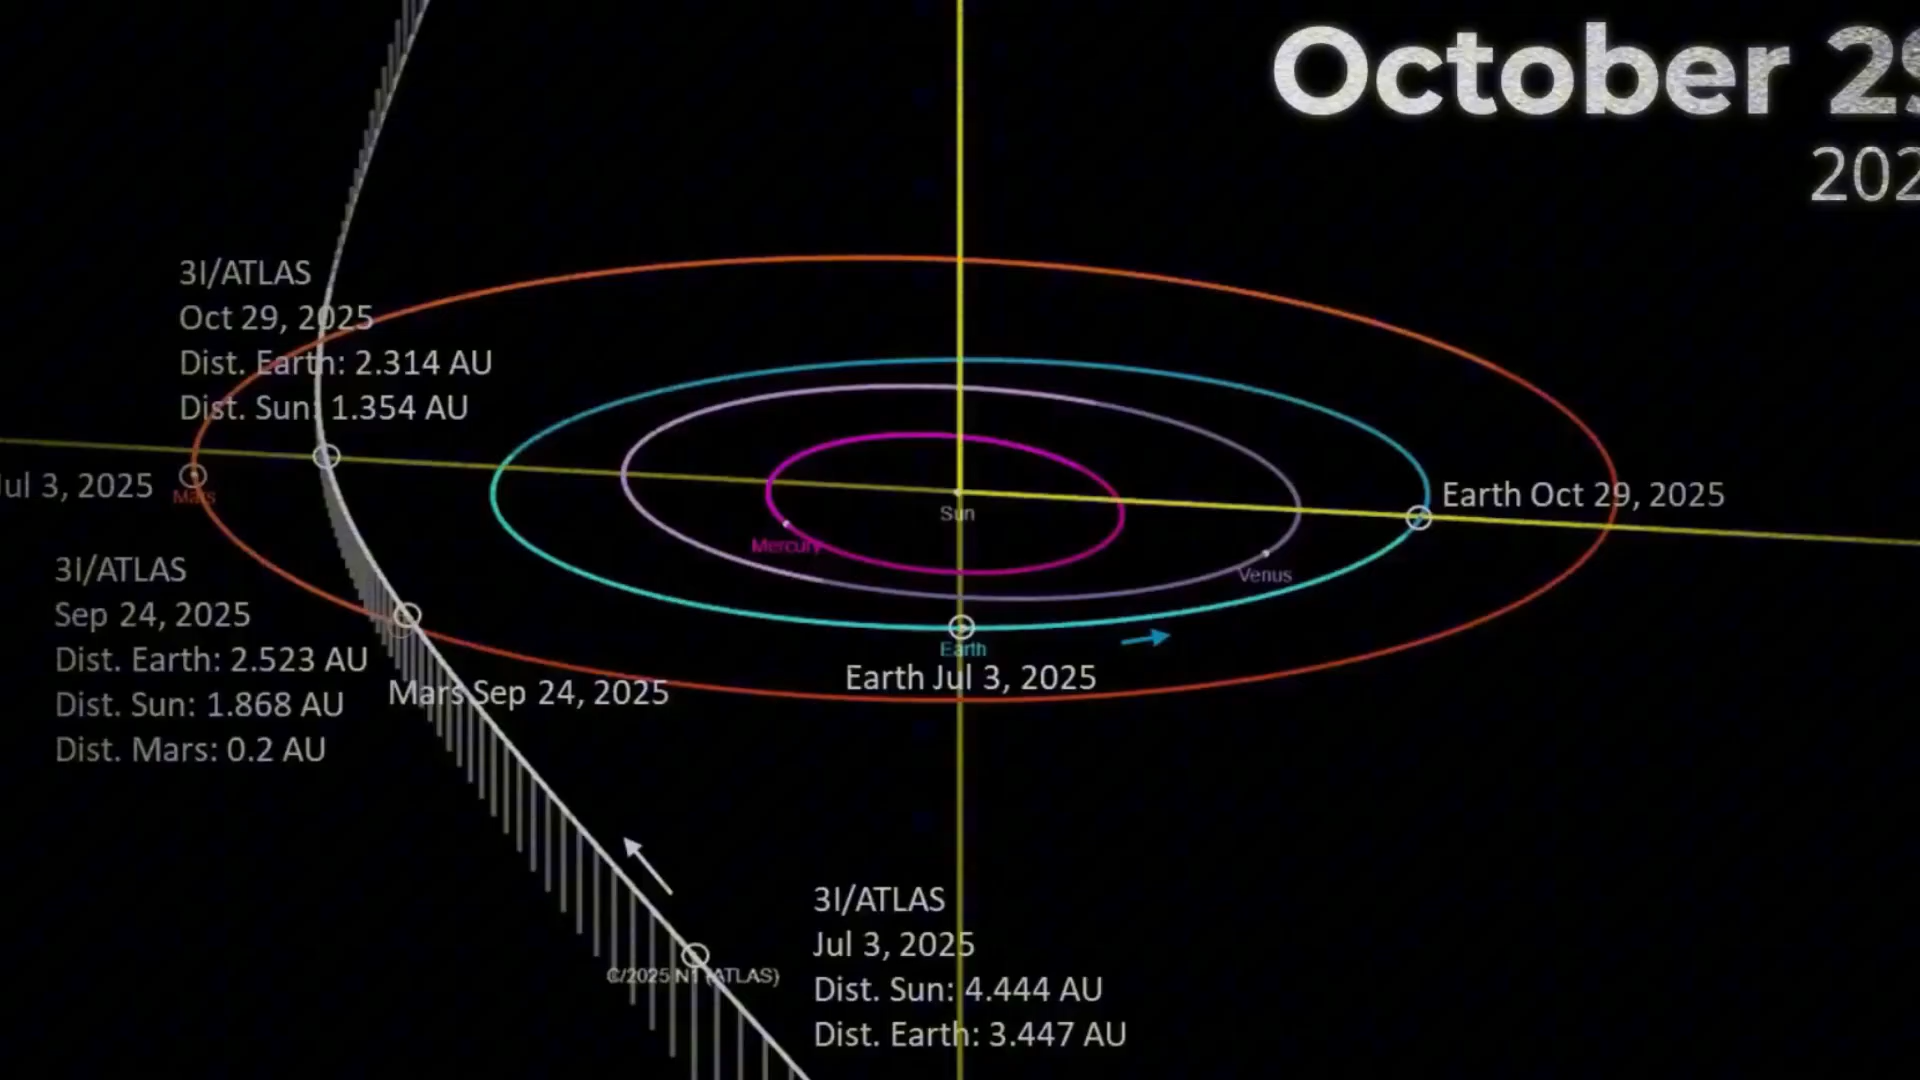 October 29
202
3I/ATLAS
Oct 29, 2025
Dist. Earth: 2.314 AU
Dist. Sun: 1.354 AU
Jul 3, 2025
Mars
Earth Oct 29, 2025
Sun
Mercury
Venus
3I/ATLAS
Sep 24, 2025
Dist. Earth: 2.523 AU
Dist. Sun: 1.868 AU
Dist. Mars: 0.2 AU
Mars Sep 24, 2025
Earth
Earth Jul 3, 2025
C/2025 N1 (ATLAS)
3I/ATLAS
Jul 3, 2025
Dist. Sun: 4.444 AU
Dist. Earth: 3.447 AU